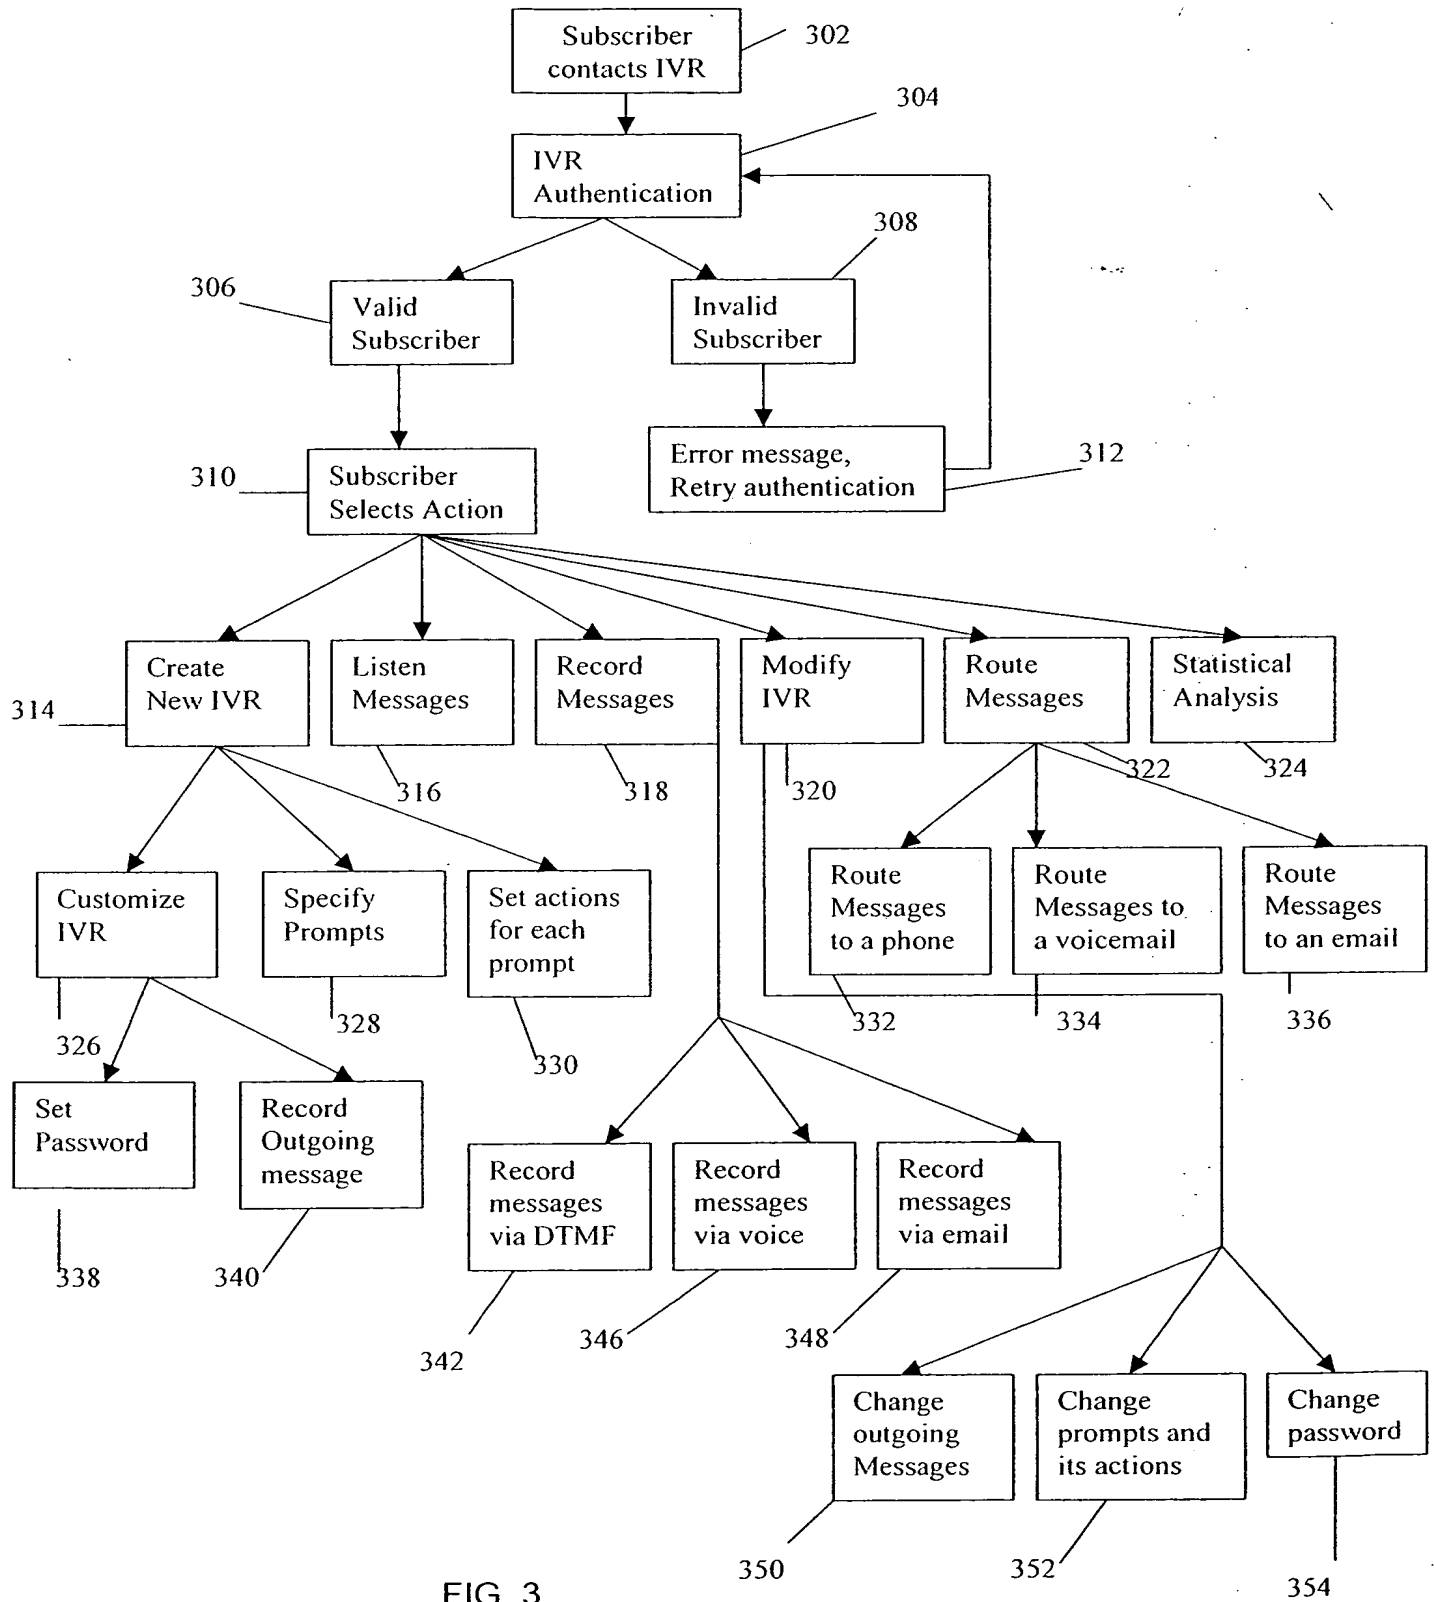 Subscriber
contacts IVR
302
304
IVR
Authentication
308
306
Valid
Subscriber
Invalid
Subscriber
310
Subscriber
Selects Action
Error message,
Retry authentication
312
Create
New IVR
Listen
Messages
Record
Messages
Modify
IVR
Route
Messages
Statistical
Analysis
314
316
318
320
322
324
Customize
IVR
Specify
Prompts
Set actions
for each
prompt
Route
Messages
to a phone
Route
Messages to
a voicemail
Route
Messages
to an email
326
328
330
332
334
336
Set
Password
Record
Outgoing
message
Record
messages
via DTMF
Record
messages
via voice
Record
messages
via email
338
340
342
346
348
Change
outgoing
Messages
Change
prompts and
its actions
Change
password
350
352
354
FIG. 3